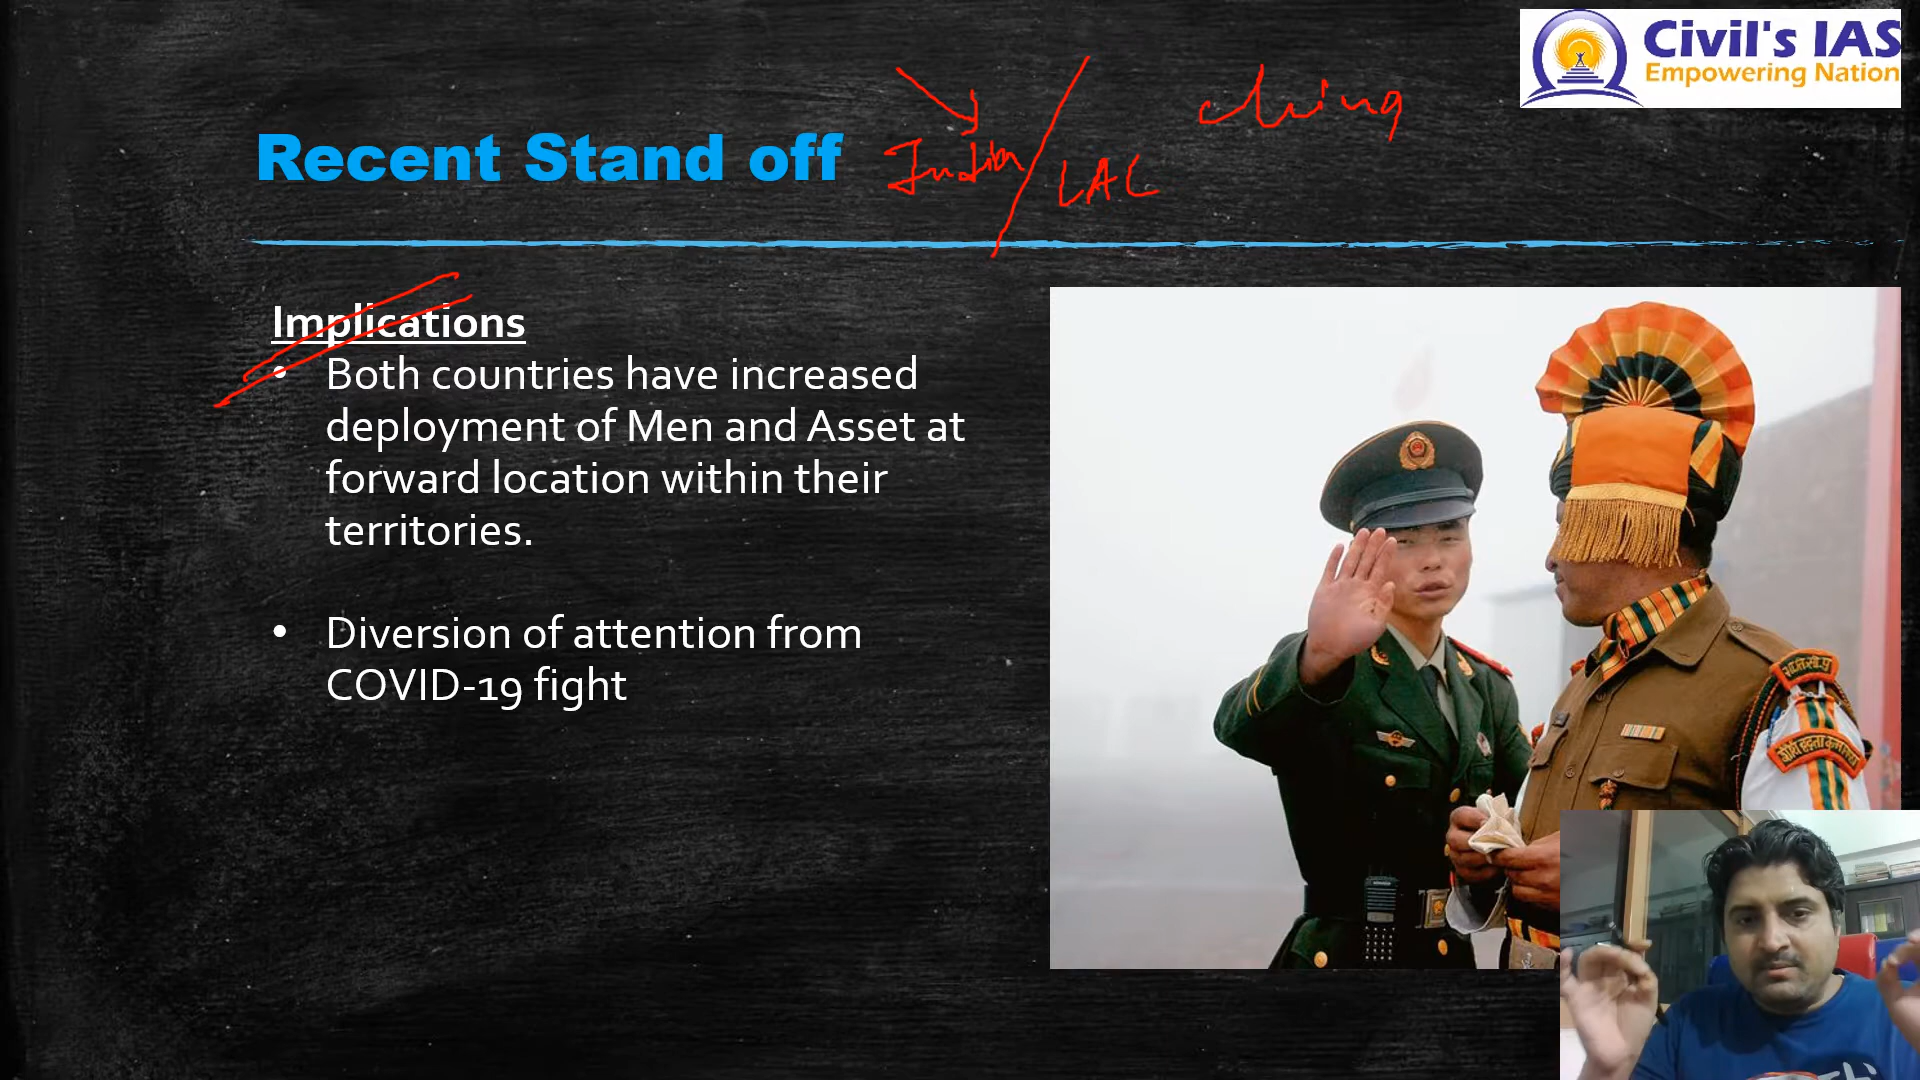 Civil's IAS
Empowering Nation
china
Recent Stand off
India
LAC
Implications
• Both countries have increased
deployment of Men and Asset at
forward location within their
territories.
• Diversion of attention from
COVID-19 fight